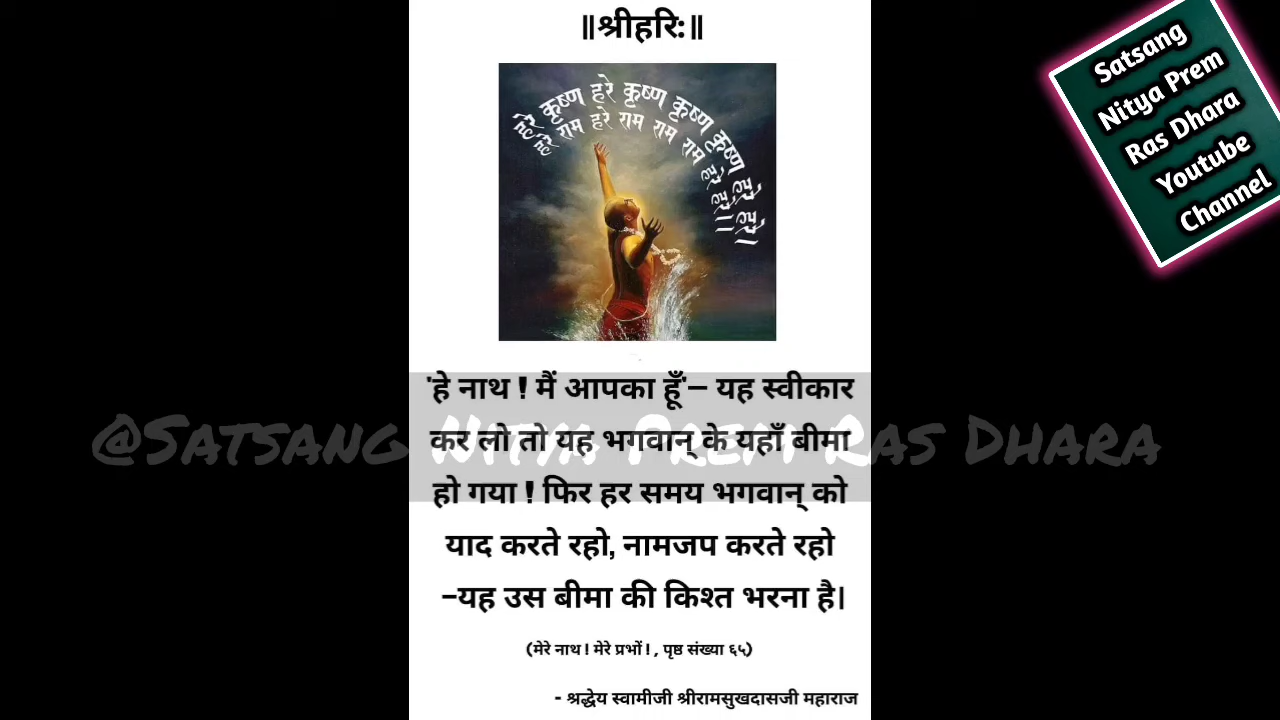 ॥श्रीहरि:॥
हरे कृष्ण हरे कृष्ण कृष्ण कृष्ण हरे हरे।
हरे राम हरे राम राम राम हरे हरे।।
Satsang
Nitya Prem
Ras Dhara
Youtube
Channel
'हे नाथ ! मैं आपका हूँ'– यह स्वीकार
कर लो तो यह भगवान् के यहाँ बीमा
@Satsang Nitya Prem Ras Dhara
हो गया ! फिर हर समय भगवान् को
याद करते रहो, नामजप करते रहो
–यह उस बीमा की किश्त भरना है।
(मेरे नाथ ! मेरे प्रभों ! , पृष्ठ संख्या ६५)
- श्रद्धेय स्वामीजी श्रीरामसुखदासजी महाराज